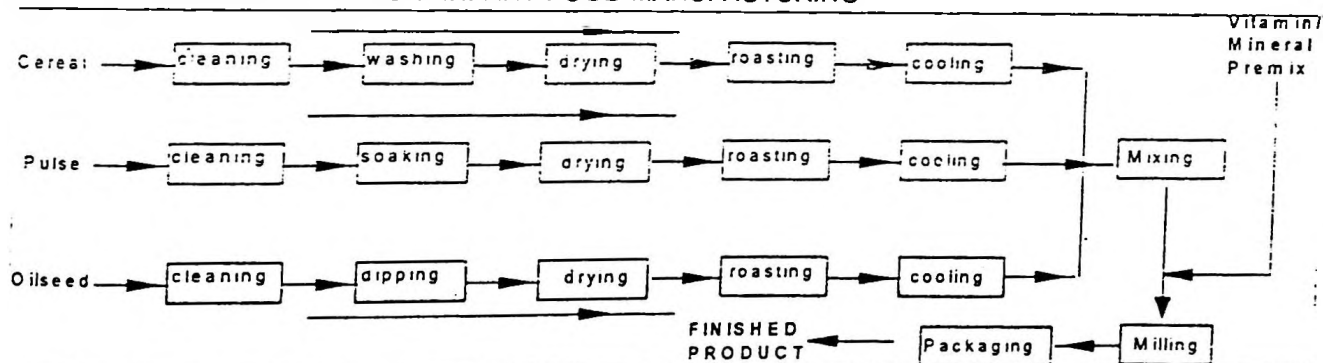 Vitamin/
Mineral
Premix
Cereal cleaning washing drying roasting cooling
Pulse cleaning soaking drying roasting cooling Mixing
Oilseed cleaning dipping drying roasting cooling
FINISHED
PRODUCT Packaging Milling